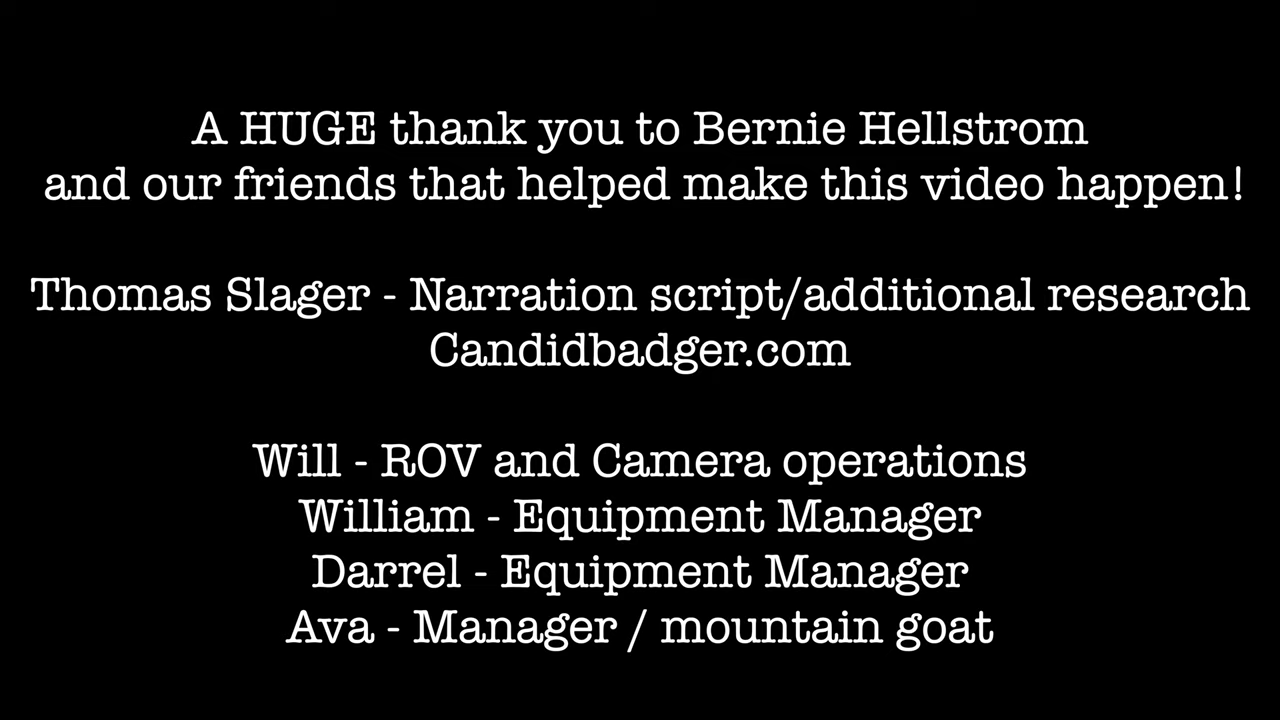 A HUGE thank you to Bernie Hellstrom
and our friends that helped make this video happen!
Thomas Slager - Narration script/additional research
Candidbadger.com
Will - ROV and Camera operations
William - Equipment Manager
Darrel - Equipment Manager
Ava - Manager / mountain goat